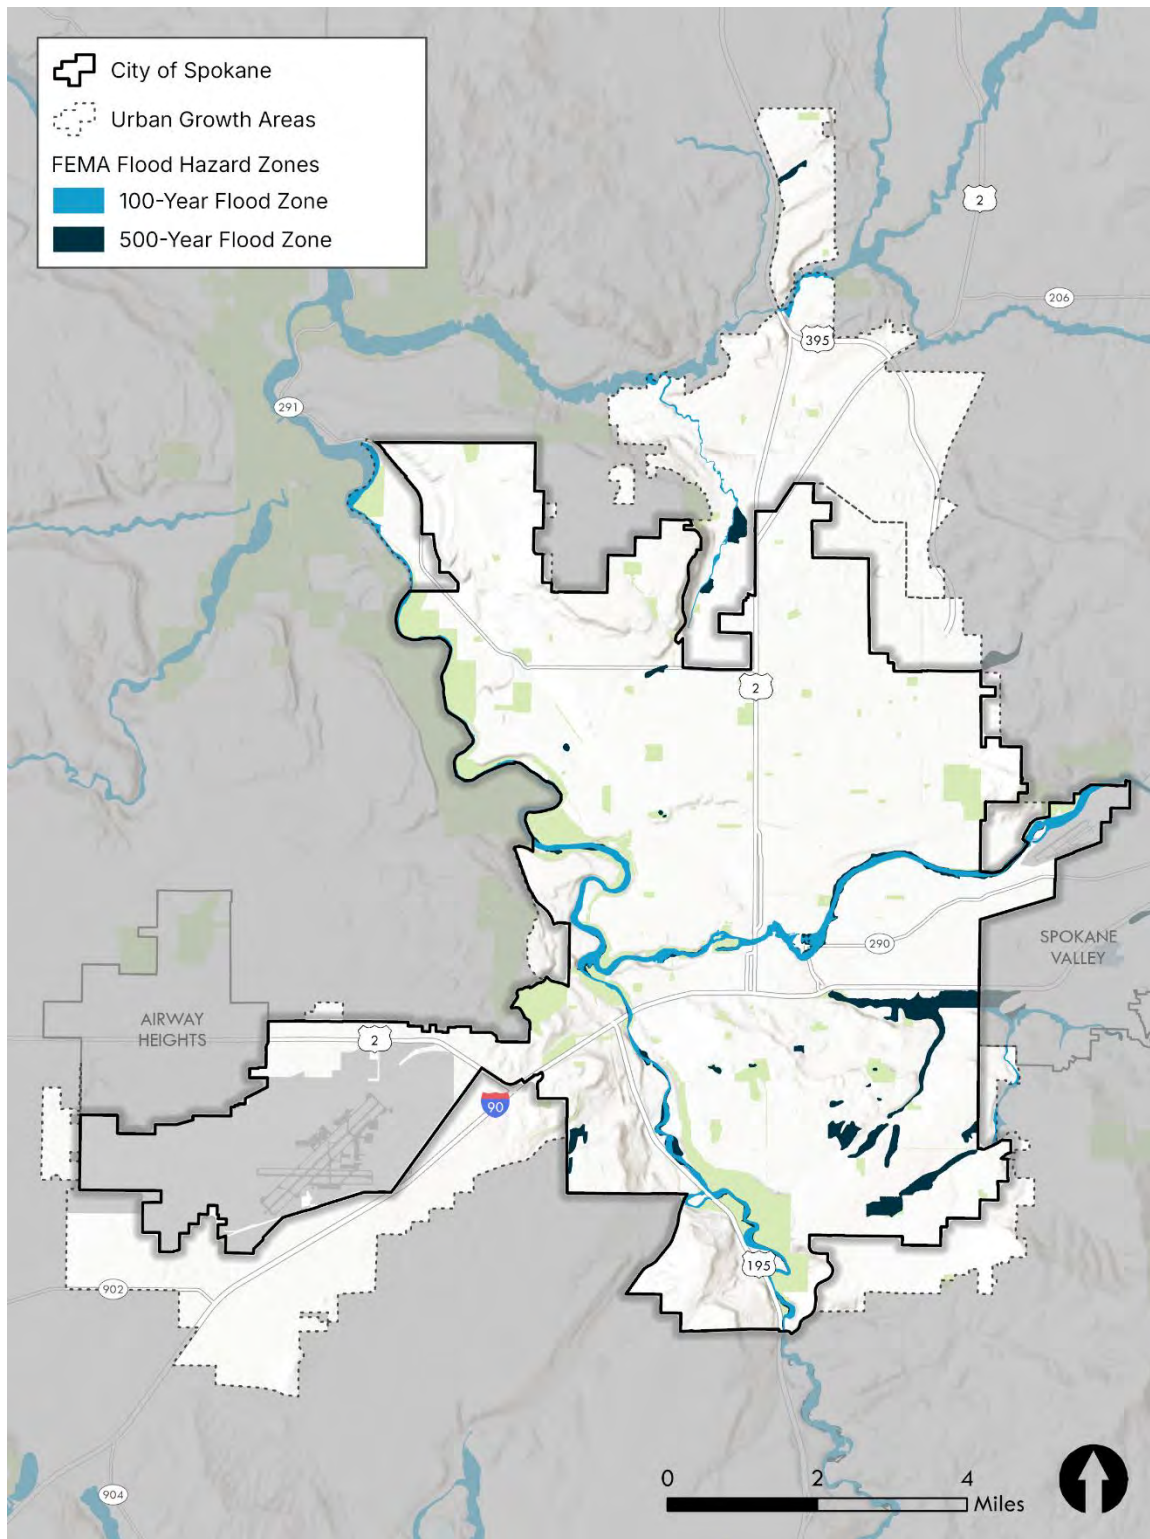 City of Spokane
Urban Growth Areas
FEMA Flood Hazard Zones
100-Year Flood Zone
500-Year Flood Zone
2
206
395
291
2
290
SPOKANE
VALLEY
AIRWAY
HEIGHTS
2
90
195
902
904
0 2 4
Miles